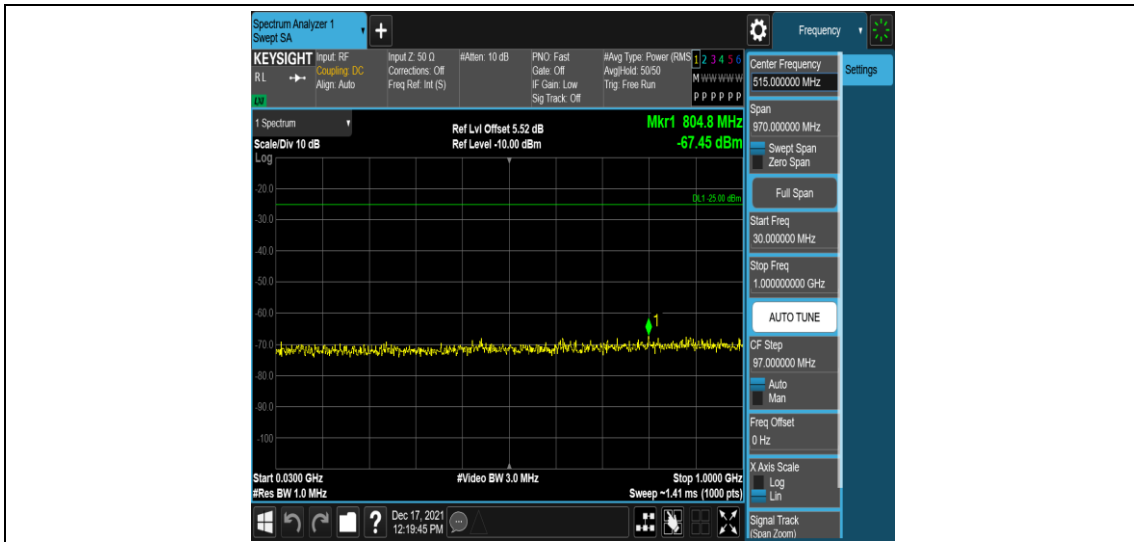 Spectrum Analyzer 1
Swept SA
+
Frequency
KEYSIGHT
RL
Input: RF
Coupling: DC
Align: Auto
Input Z: 50 Ω
Corrections: Off
Freq Ref: Int (S)
#Atten: 10 dB
PNO: Fast
Gate: Off
IF Gain: Low
Sig Track: Off
#Avg Type: Power (RMS
Avg|Hold: 50/50
Trig: Free Run
1 2 3 4 5 6
M W W W W W
P P P P P P
1 Spectrum
Scale/Div 10 dB
Ref Lvl Offset 5.52 dB
Ref Level -10.00 dBm
Mkr1 804.8 MHz
-67.45 dBm
Log
-20.0
DL1 -25.00 dBm
-30.0
-40.0
-50.0
-60.0
1
-70.0
-80.0
-90.0
-100
Start 0.0300 GHz
#Res BW 1.0 MHz
#Video BW 3.0 MHz
Stop 1.0000 GHz
Sweep ~1.41 ms (1000 pts)
?
Dec 17, 2021
12:19:45 PM
Center Frequency
515.000000 MHz
Settings
Span
970.000000 MHz
Swept Span
Zero Span
Full Span
Start Freq
30.000000 MHz
Stop Freq
1.000000000 GHz
AUTO TUNE
CF Step
97.000000 MHz
Auto
Man
Freq Offset
0 Hz
X Axis Scale
Log
Lin
Signal Track
(Span Zoom)